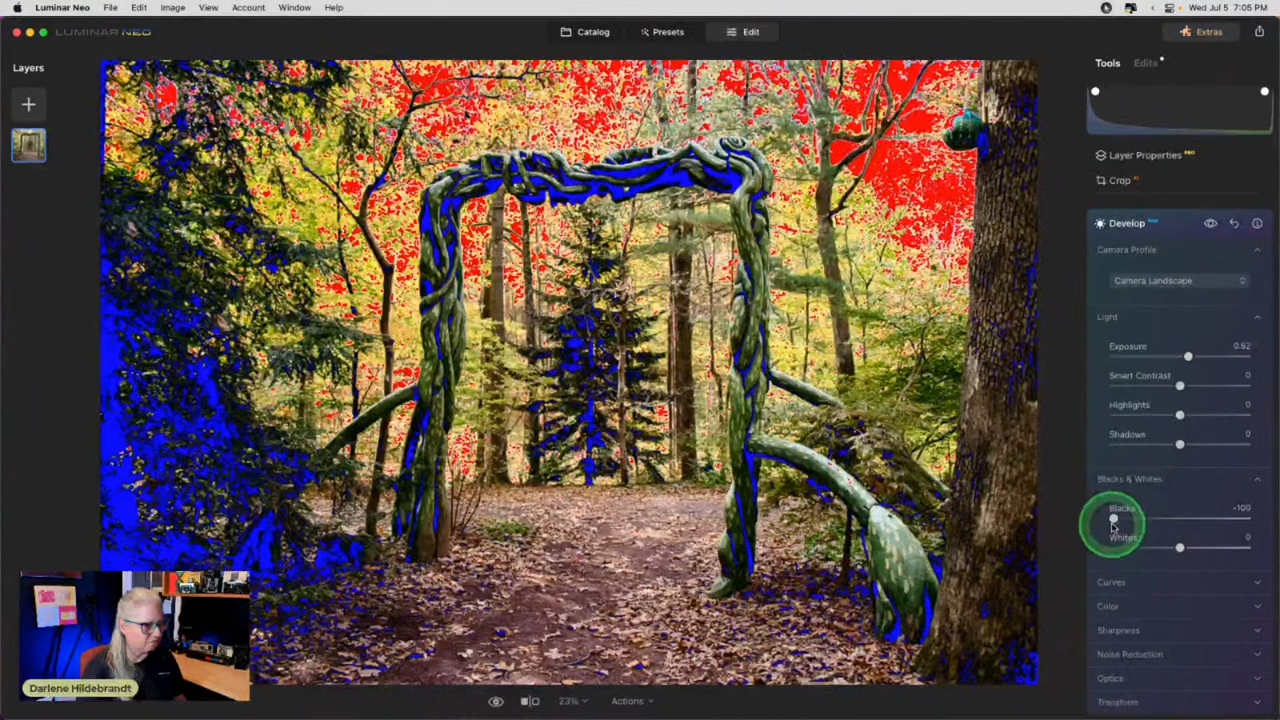 Luminar Neo File Edit Image View Account Window Help Wed Jul 5 7:05 PM
LUMINAR NEO Catalog Presets Edit Extras
Layers
Tools Edits
Layer Properties PRO
Crop AI
Develop
Camera Profile
Camera Landscape
Light
Exposure 0.62
Smart Contrast 0
Highlights 0
Shadows 0
Blacks & Whites
Blacks -100
Whites 0
Curves
Color
Sharpness
Noise Reduction
Optics
Transform
Darlene Hildebrandt
23% Actions